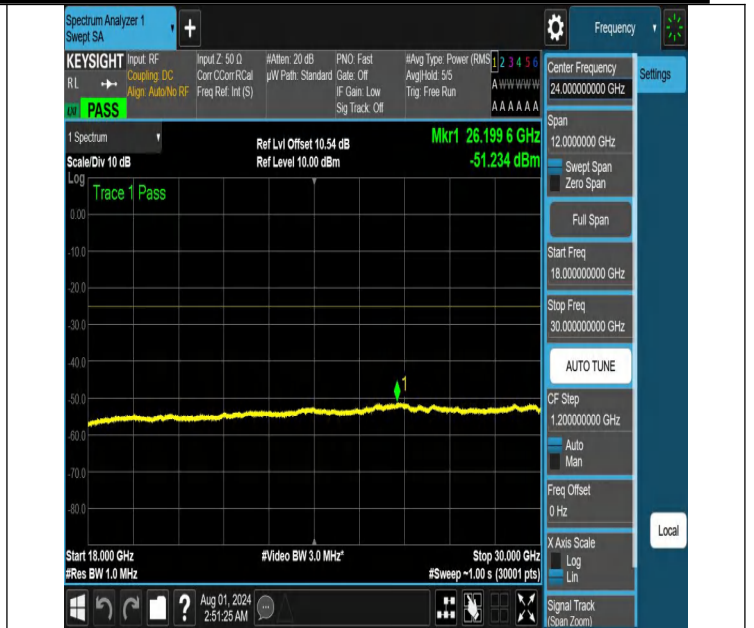 Spectrum Analyzer 1
Swept SA
+
Frequency
KEYSIGHT
RL
PASS
Input: RF
Coupling: DC
Align: Auto/No RF
Input Z: 50 Ω
Corr CCorr RCal
Freq Ref: Int (S)
#Atten: 20 dB
µW Path: Standard
PNO: Fast
Gate: Off
IF Gain: Low
Sig Track: Off
#Avg Type: Power (RMS
Avg|Hold: 5/5
Trig: Free Run
1 2 3 4 5 6
A W W W W W
A A A A A A
1 Spectrum
Scale/Div 10 dB
Ref Lvl Offset 10.54 dB
Ref Level 10.00 dBm
Mkr1 26.199 6 GHz
-51.234 dBm
Log
Trace 1 Pass
0.00
-10.0
-20.0
-30.0
-40.0
-50.0
-60.0
-70.0
-80.0
1
Start 18.000 GHz
#Res BW 1.0 MHz
#Video BW 3.0 MHz*
Stop 30.000 GHz
#Sweep ~1.00 s (30001 pts)
?
Aug 01, 2024
2:51:25 AM
Center Frequency
24.000000000 GHz
Settings
Span
12.0000000 GHz
Swept Span
Zero Span
Full Span
Start Freq
18.000000000 GHz
Stop Freq
30.000000000 GHz
AUTO TUNE
CF Step
1.200000000 GHz
Auto
Man
Freq Offset
0 Hz
X Axis Scale
Log
Lin
Local
Signal Track
(Span Zoom)